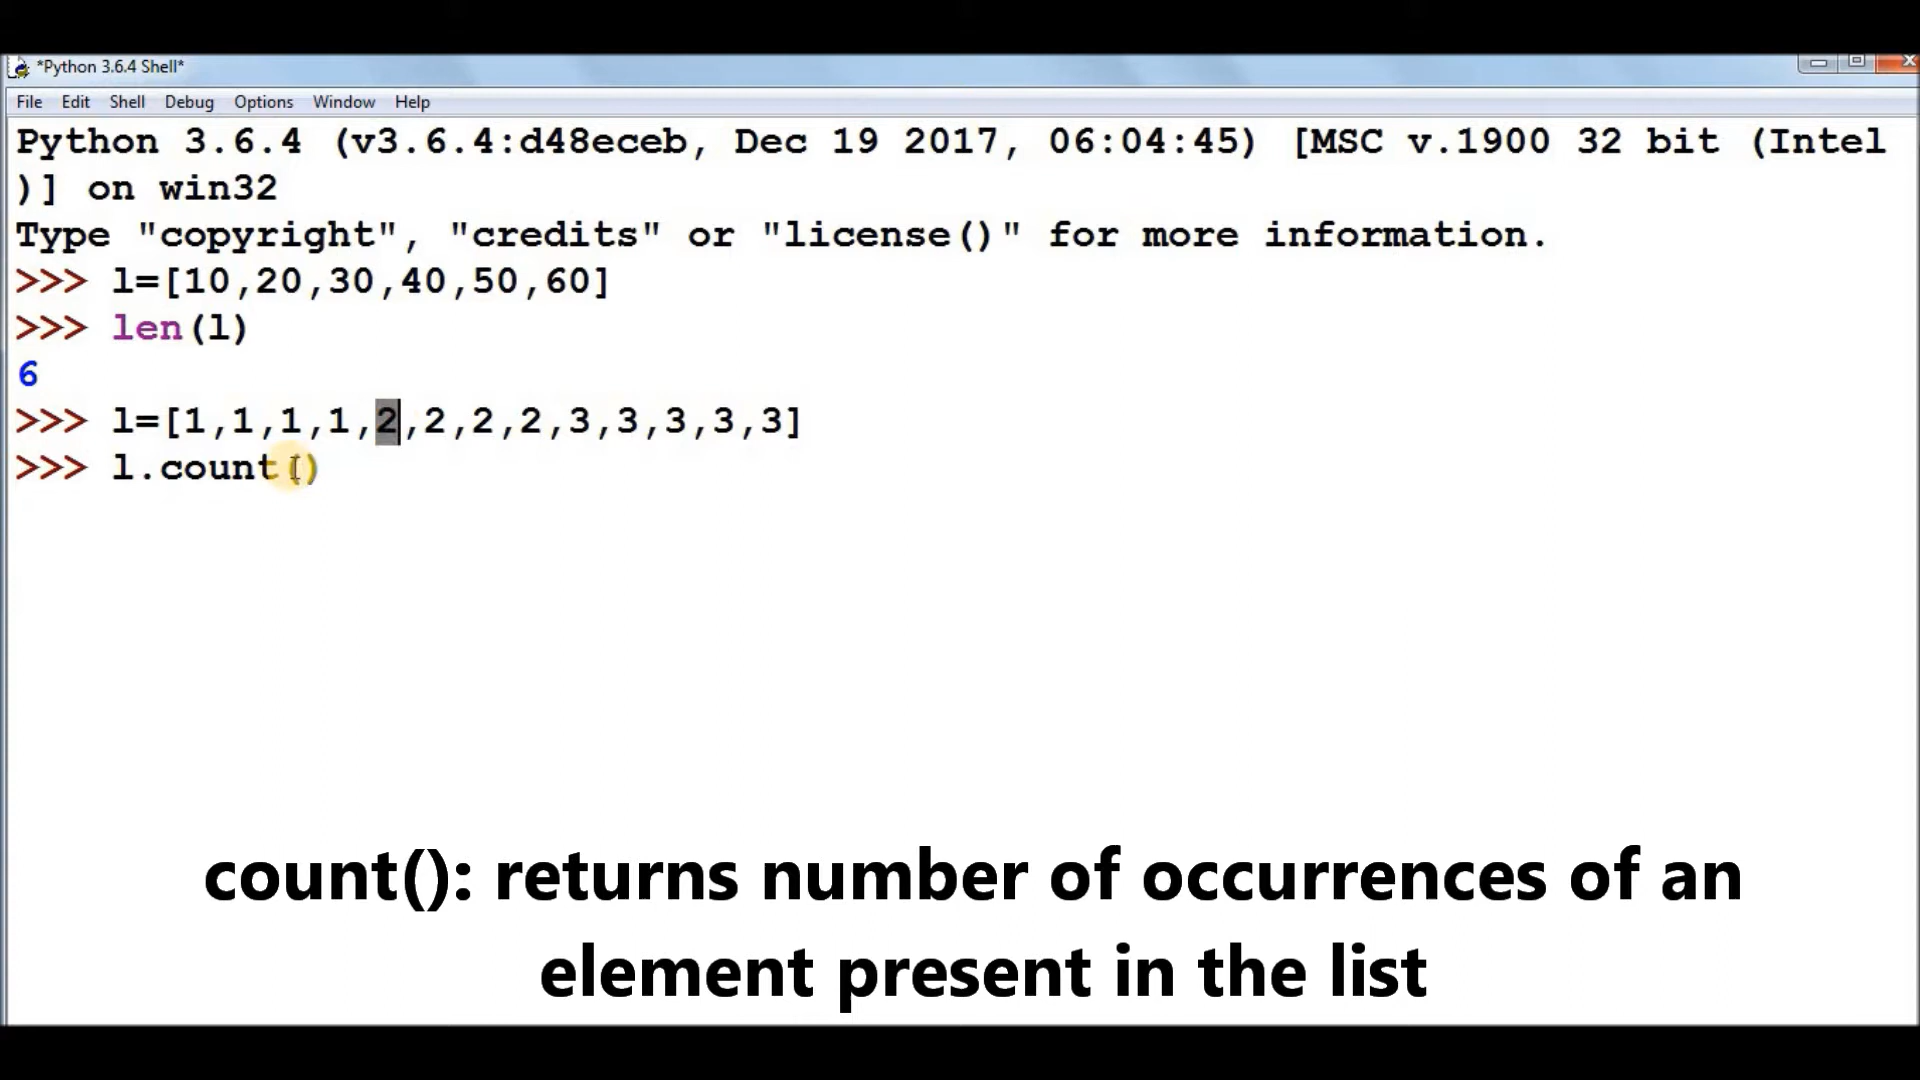 *Python 3.6.4 Shell*
File Edit Shell Debug Options Window Help
Python 3.6.4 (v3.6.4:d48eceb, Dec 19 2017, 06:04:45) [MSC v.1900 32 bit (Intel
)] on win32
Type "copyright", "credits" or "license()" for more information.
>>> l=[10,20,30,40,50,60]
>>> len(l)
6
>>> l=[1,1,1,1,2,2,2,2,3,3,3,3,3]
>>> l.count()
count(): returns number of occurrences of an
element present in the list